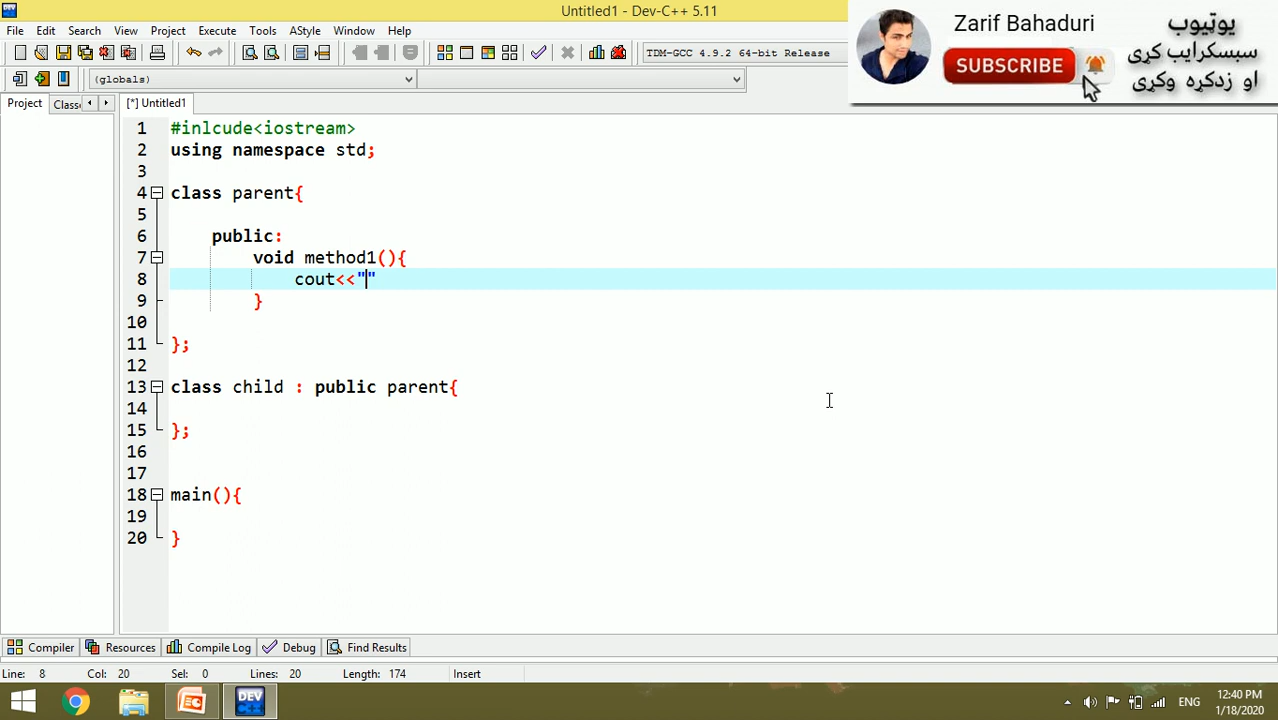 Untitled1 - Dev-C++ 5.11
File Edit Search View Project Execute Tools AStyle Window Help
TDM-GCC 4.9.2 64-bit Release
(globals)
Project Classe [*] Untitled1
1 #inlcude<iostream>
2 using namespace std;
3
4 class parent{
5
6 public:
7 void method1(){
8 cout<<""
9 }
10
11 };
12
13 class child : public parent{
14
15 };
16
17
18 main(){
19
20 }
Zarif Bahaduri
SUBSCRIBE
یوټیوب
سبسکرایب کړی
او زدکړه وکړی
Compiler Resources Compile Log Debug Find Results
Line: 8 Col: 20 Sel: 0 Lines: 20 Length: 174 Insert
DEV C++
ENG
12:40 PM
1/18/2020